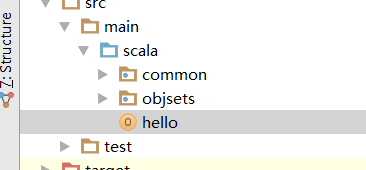 src
main
scala
common
objsets
hello
test
target
Z: Structure